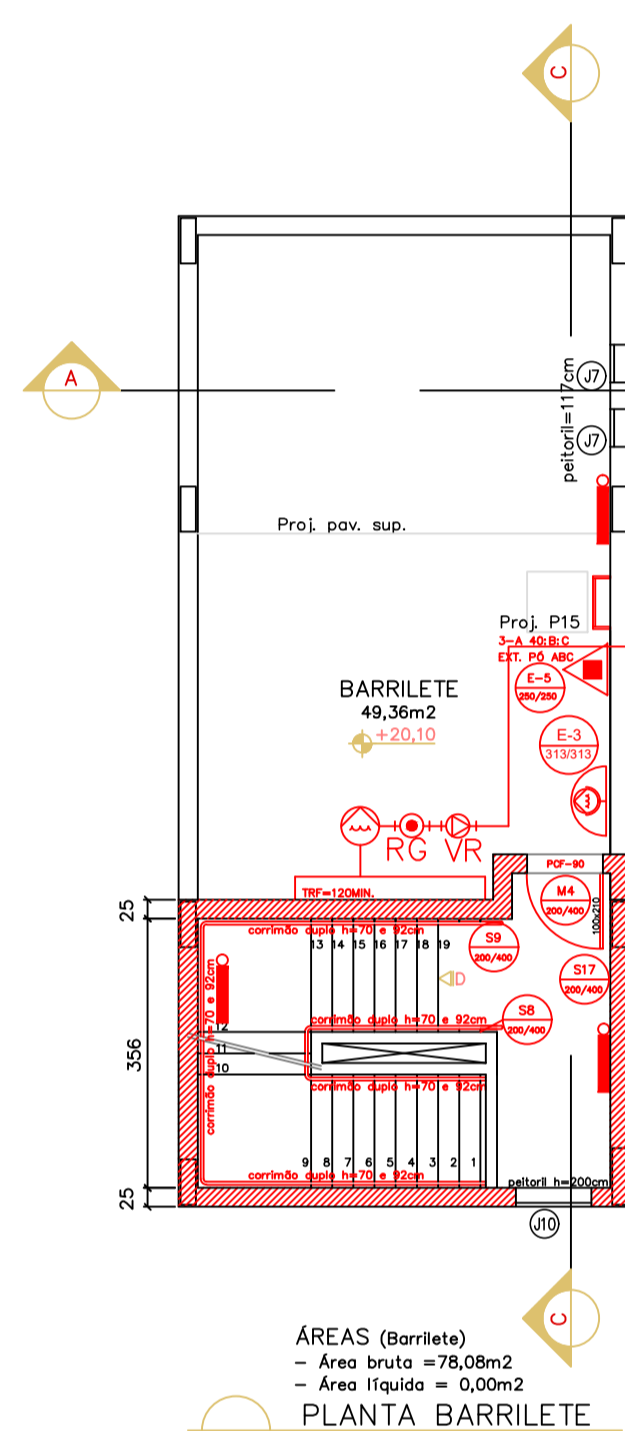 C
A
J7
peitoril=117cm
J7
Proj. pav. sup.
Proj. P15
3-A 40:B:C
EXT. PÓ ABC
E-5
250/250
BARRILETE
49,36m2
+20,10
E-3
313/313
RG VR
PCF-90
TRF=120MIN.
M4
200/400
100x210
25
corrimão duplo h=70 e 92cm
13 14 15 16 17 18 19
S9
200/400
D
S17
200/400
corrimão duplo h=70 e 92cm
corrimão duplo h=70 e 92cm
S8
200/400
12
11
10
356
corrimão duplo h=70 e 92cm
9 8 7 6 5 4 3 2 1
corrimão duplo h=70 e 92cm
peitoril h=200cm
25
J10
C
ÁREAS (Barrilete)
- Área bruta =78,08m2
- Área líquida = 0,00m2
PLANTA BARRILETE